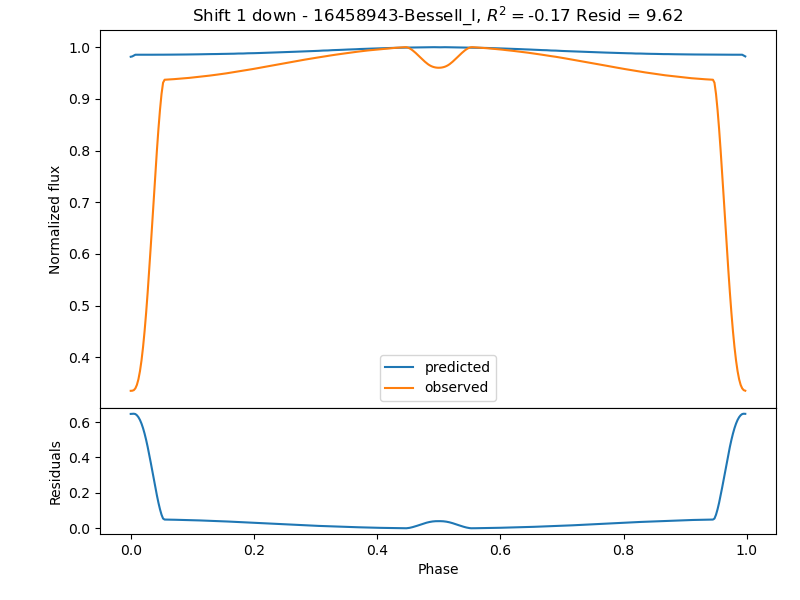 Shift 1 down - 16458943-Bessell_I, $R^2 = $-0.17 Resid = 9.62
1.0
0.9
0.8
0.7
0.6
0.5
0.4
Normalized flux
predicted
observed
0.6
0.4
0.2
0.0
Residuals
0.0 0.2 0.4 0.6 0.8 1.0
Phase